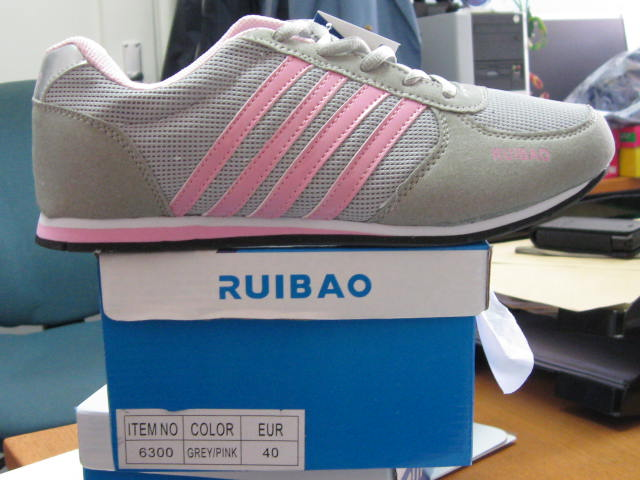 RUIBAO
RUIBAO
ITEM NO COLOR EUR
6300 GREY/PINK 40